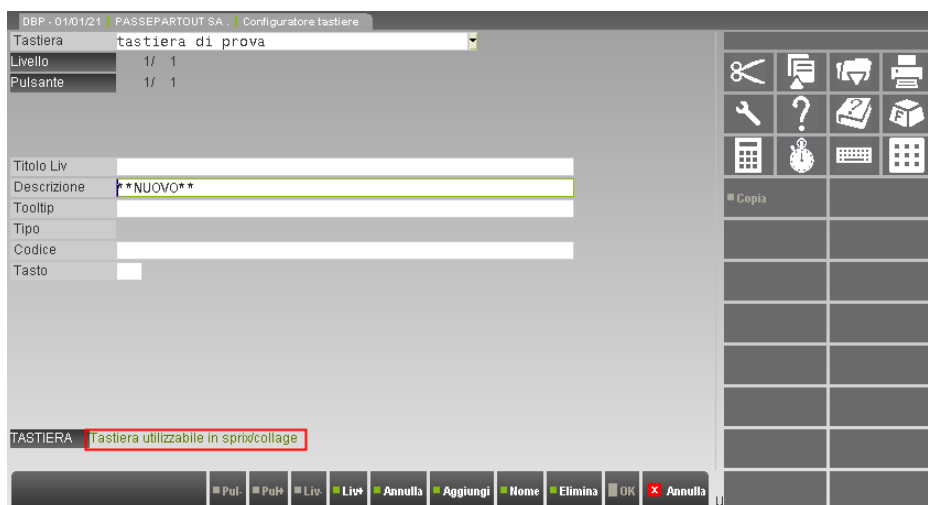 DBP - 01/01/21 | PASSEPARTOUT SA . | Configuratore tastiere
Tastiera tastiera di prova
Livello 1/ 1
Pulsante 1/ 1
Titolo Liv
Descrizione **NUOVO**
Tooltip
Tipo
Codice
Tasto
Copia
TASTIERA Tastiera utilizzabile in sprix/collage
Pul- Pul+ Liv- Liv+ Annulla Aggiungi Nome Elimina OK X Annulla